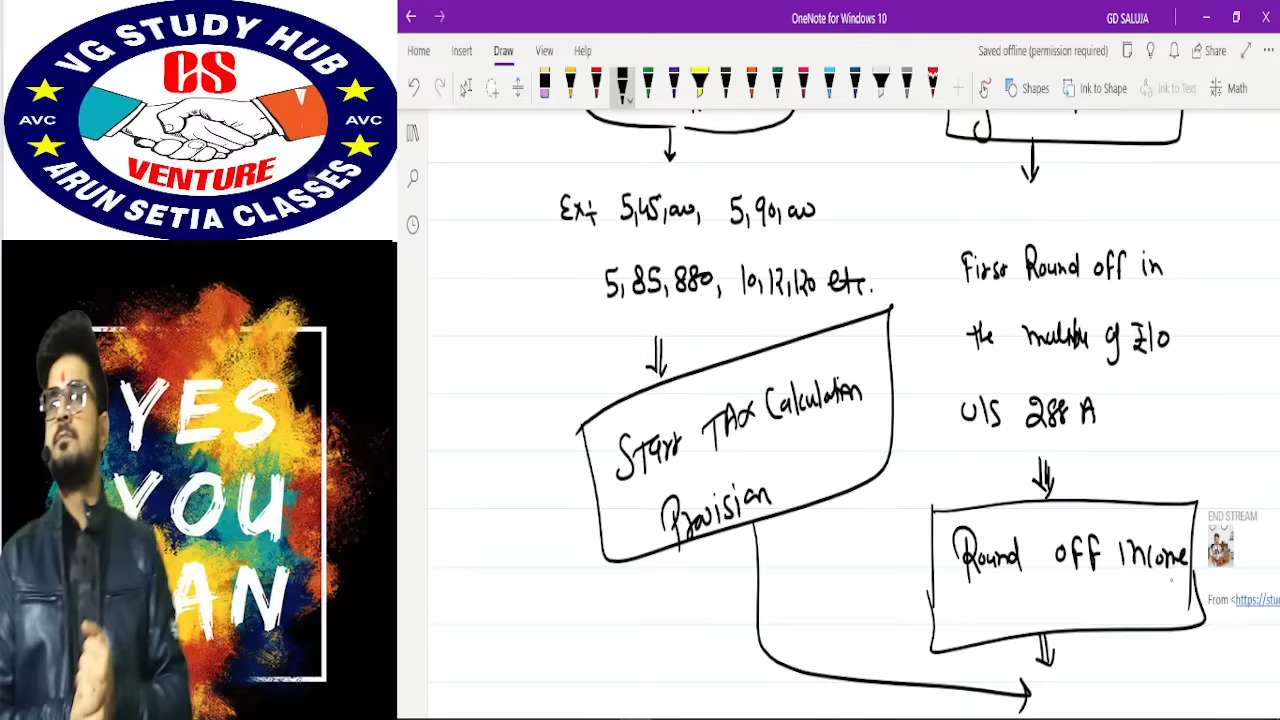 VG STUDY HUB
CS
AVC
AVC
VENTURE
ARUN SETIA CLASSES
YES
YOU
AN
OneNote for Windows 10
GD SALUJA
Home Insert Draw View Help
Saved offline (permission required)
Share
Shapes
Ink to Shape
Ink to Text
Math
Ex:- 5,45,000, 5,90,000
5,85,880, 10,12,120 etc.
Start Tax Calculation
Provision
First Round off in
the multiple of ₹10
U/S 288 A
Round off income
END STREAM
From <https://stu